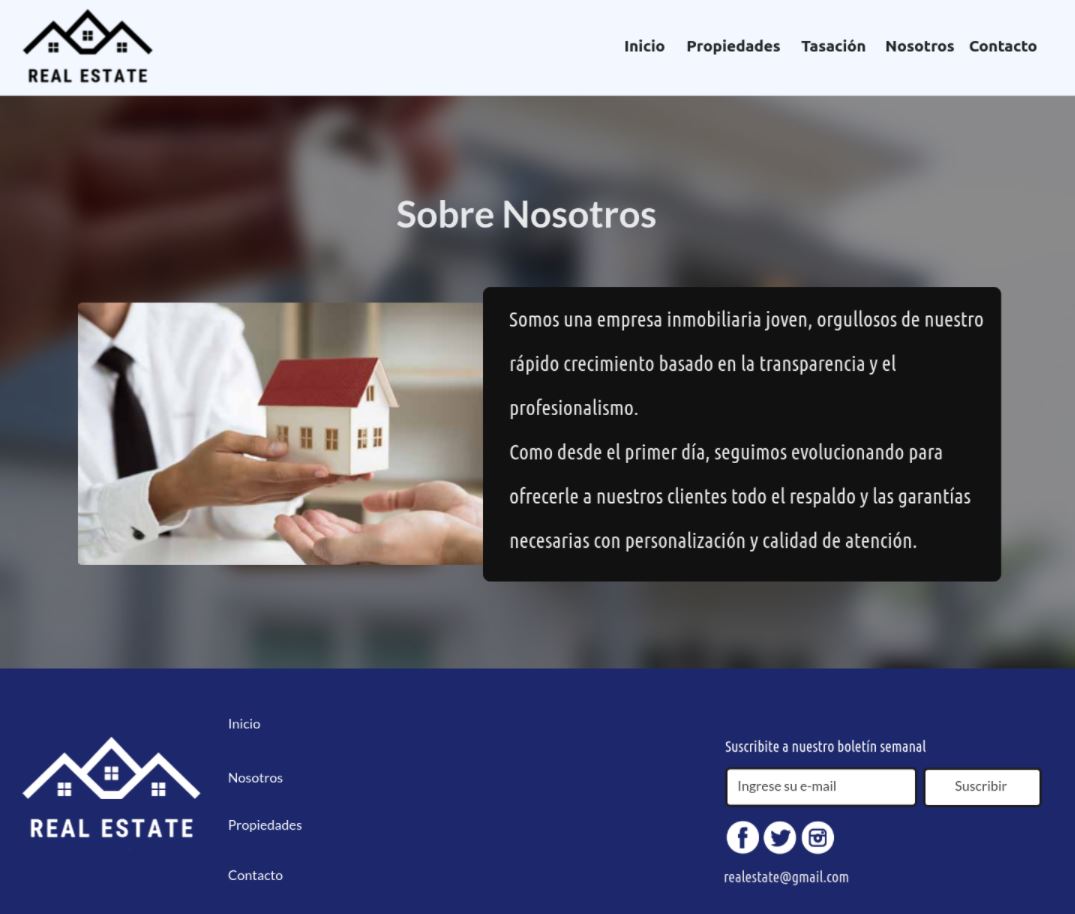 REAL ESTATE
Inicio Propiedades Tasación Nosotros Contacto
Sobre Nosotros
Somos una empresa inmobiliaria joven, orgullosos de nuestro
rápido crecimiento basado en la transparencia y el
profesionalismo.
Como desde el primer día, seguimos evolucionando para
ofrecerle a nuestros clientes todo el respaldo y las garantías
necesarias con personalización y calidad de atención.
REAL ESTATE
Inicio
Nosotros
Propiedades
Contacto
Suscribite a nuestro boletín semanal
Ingrese su e-mail Suscribir
realestate@gmail.com